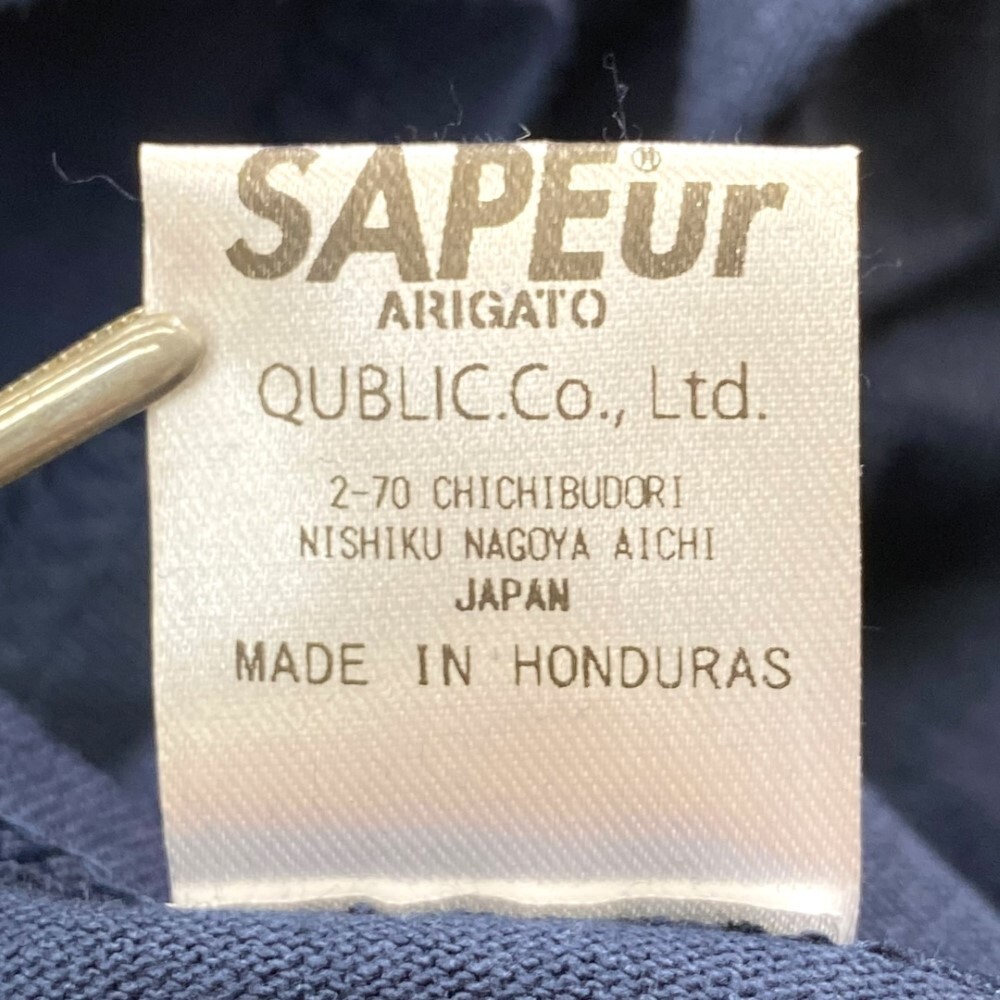 SAPEur®
ARIGATO
QUBLIC.Co., Ltd.
2-70 CHICHIBUDORI
NISHIKU NAGOYA AICHI
JAPAN
MADE IN HONDURAS